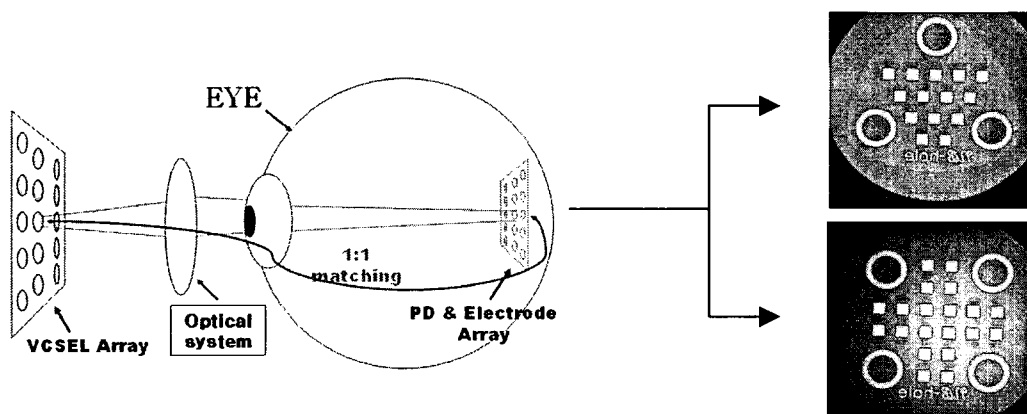 EYE
1:1
matching
VCSEL Array
Optical
system
PD & Electrode
Array